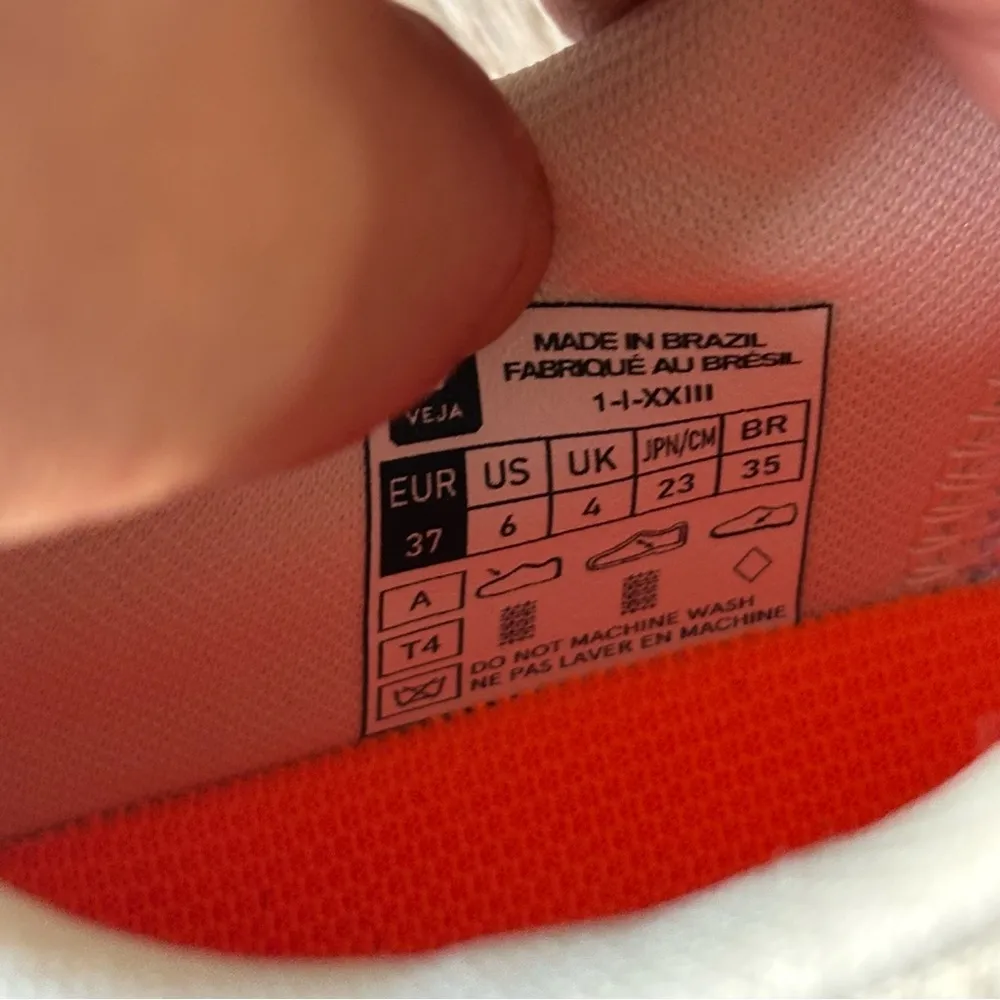 VEJA
MADE IN BRAZIL
FABRIQUÉ AU BRÉSIL
1-I-XXIII
EUR US UK JPN/CM BR
37 6 4 23 35
A
T4
DO NOT MACHINE WASH
NE PAS LAVER EN MACHINE